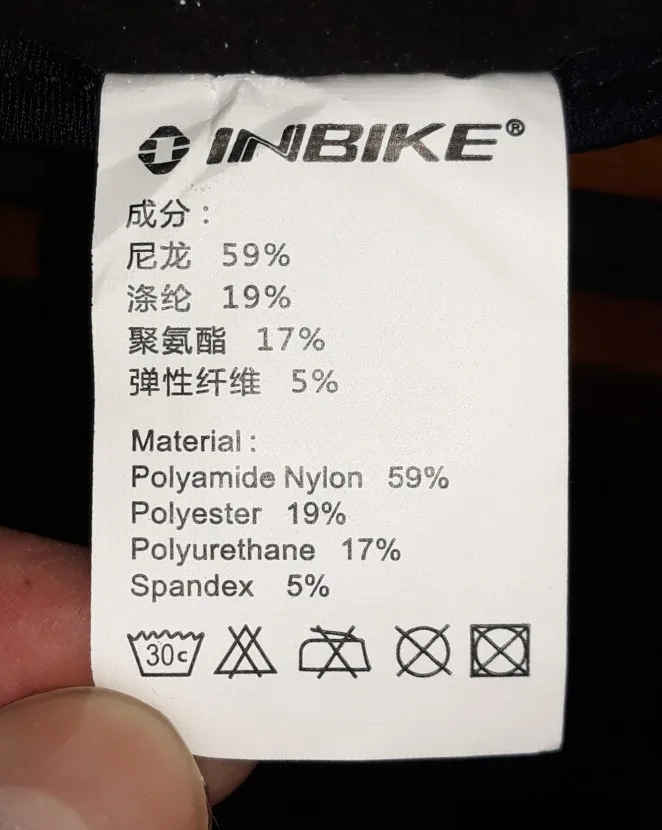 INBIKE®
成分：
尼龙 59%
涤纶 19%
聚氨酯 17%
弹性纤维 5%
Material :
Polyamide Nylon 59%
Polyester 19%
Polyurethane 17%
Spandex 5%
30c